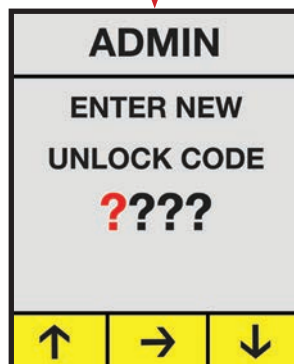 ADMIN
ENTER NEW
UNLOCK CODE
????
↑ → ↓